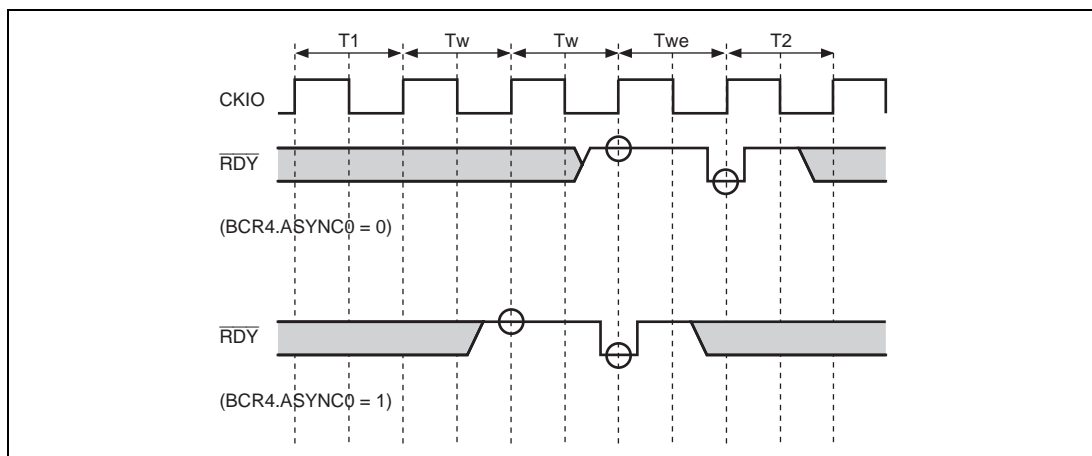 T1 Tw Tw Twe T2
CKIO
RDY
(BCR4.ASYNC0 = 0)
RDY
(BCR4.ASYNC0 = 1)